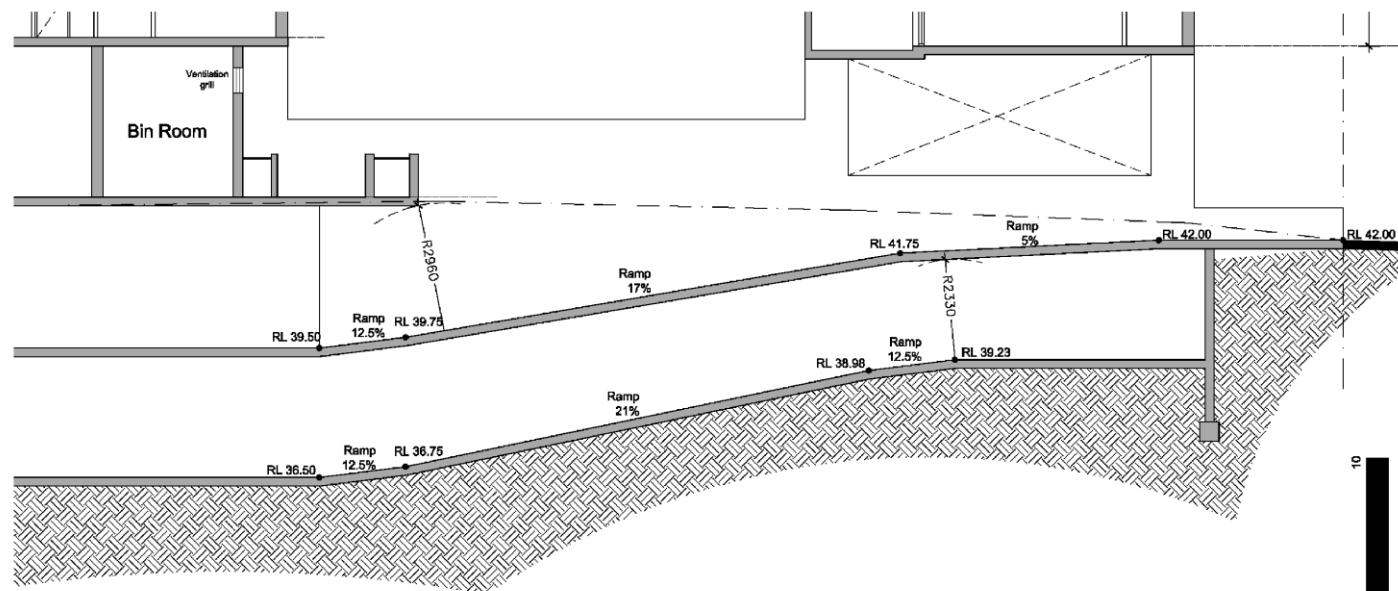 Ventilation
grill
Bin Room
R2960
RL 41.75
Ramp
5%
RL 42.00
RL 42.00
Ramp
17%
R2330
RL 39.50
Ramp
12.5%
RL 39.75
RL 38.98
Ramp
12.5%
RL 39.23
Ramp
21%
RL 36.50
Ramp
12.5%
RL 36.75
10